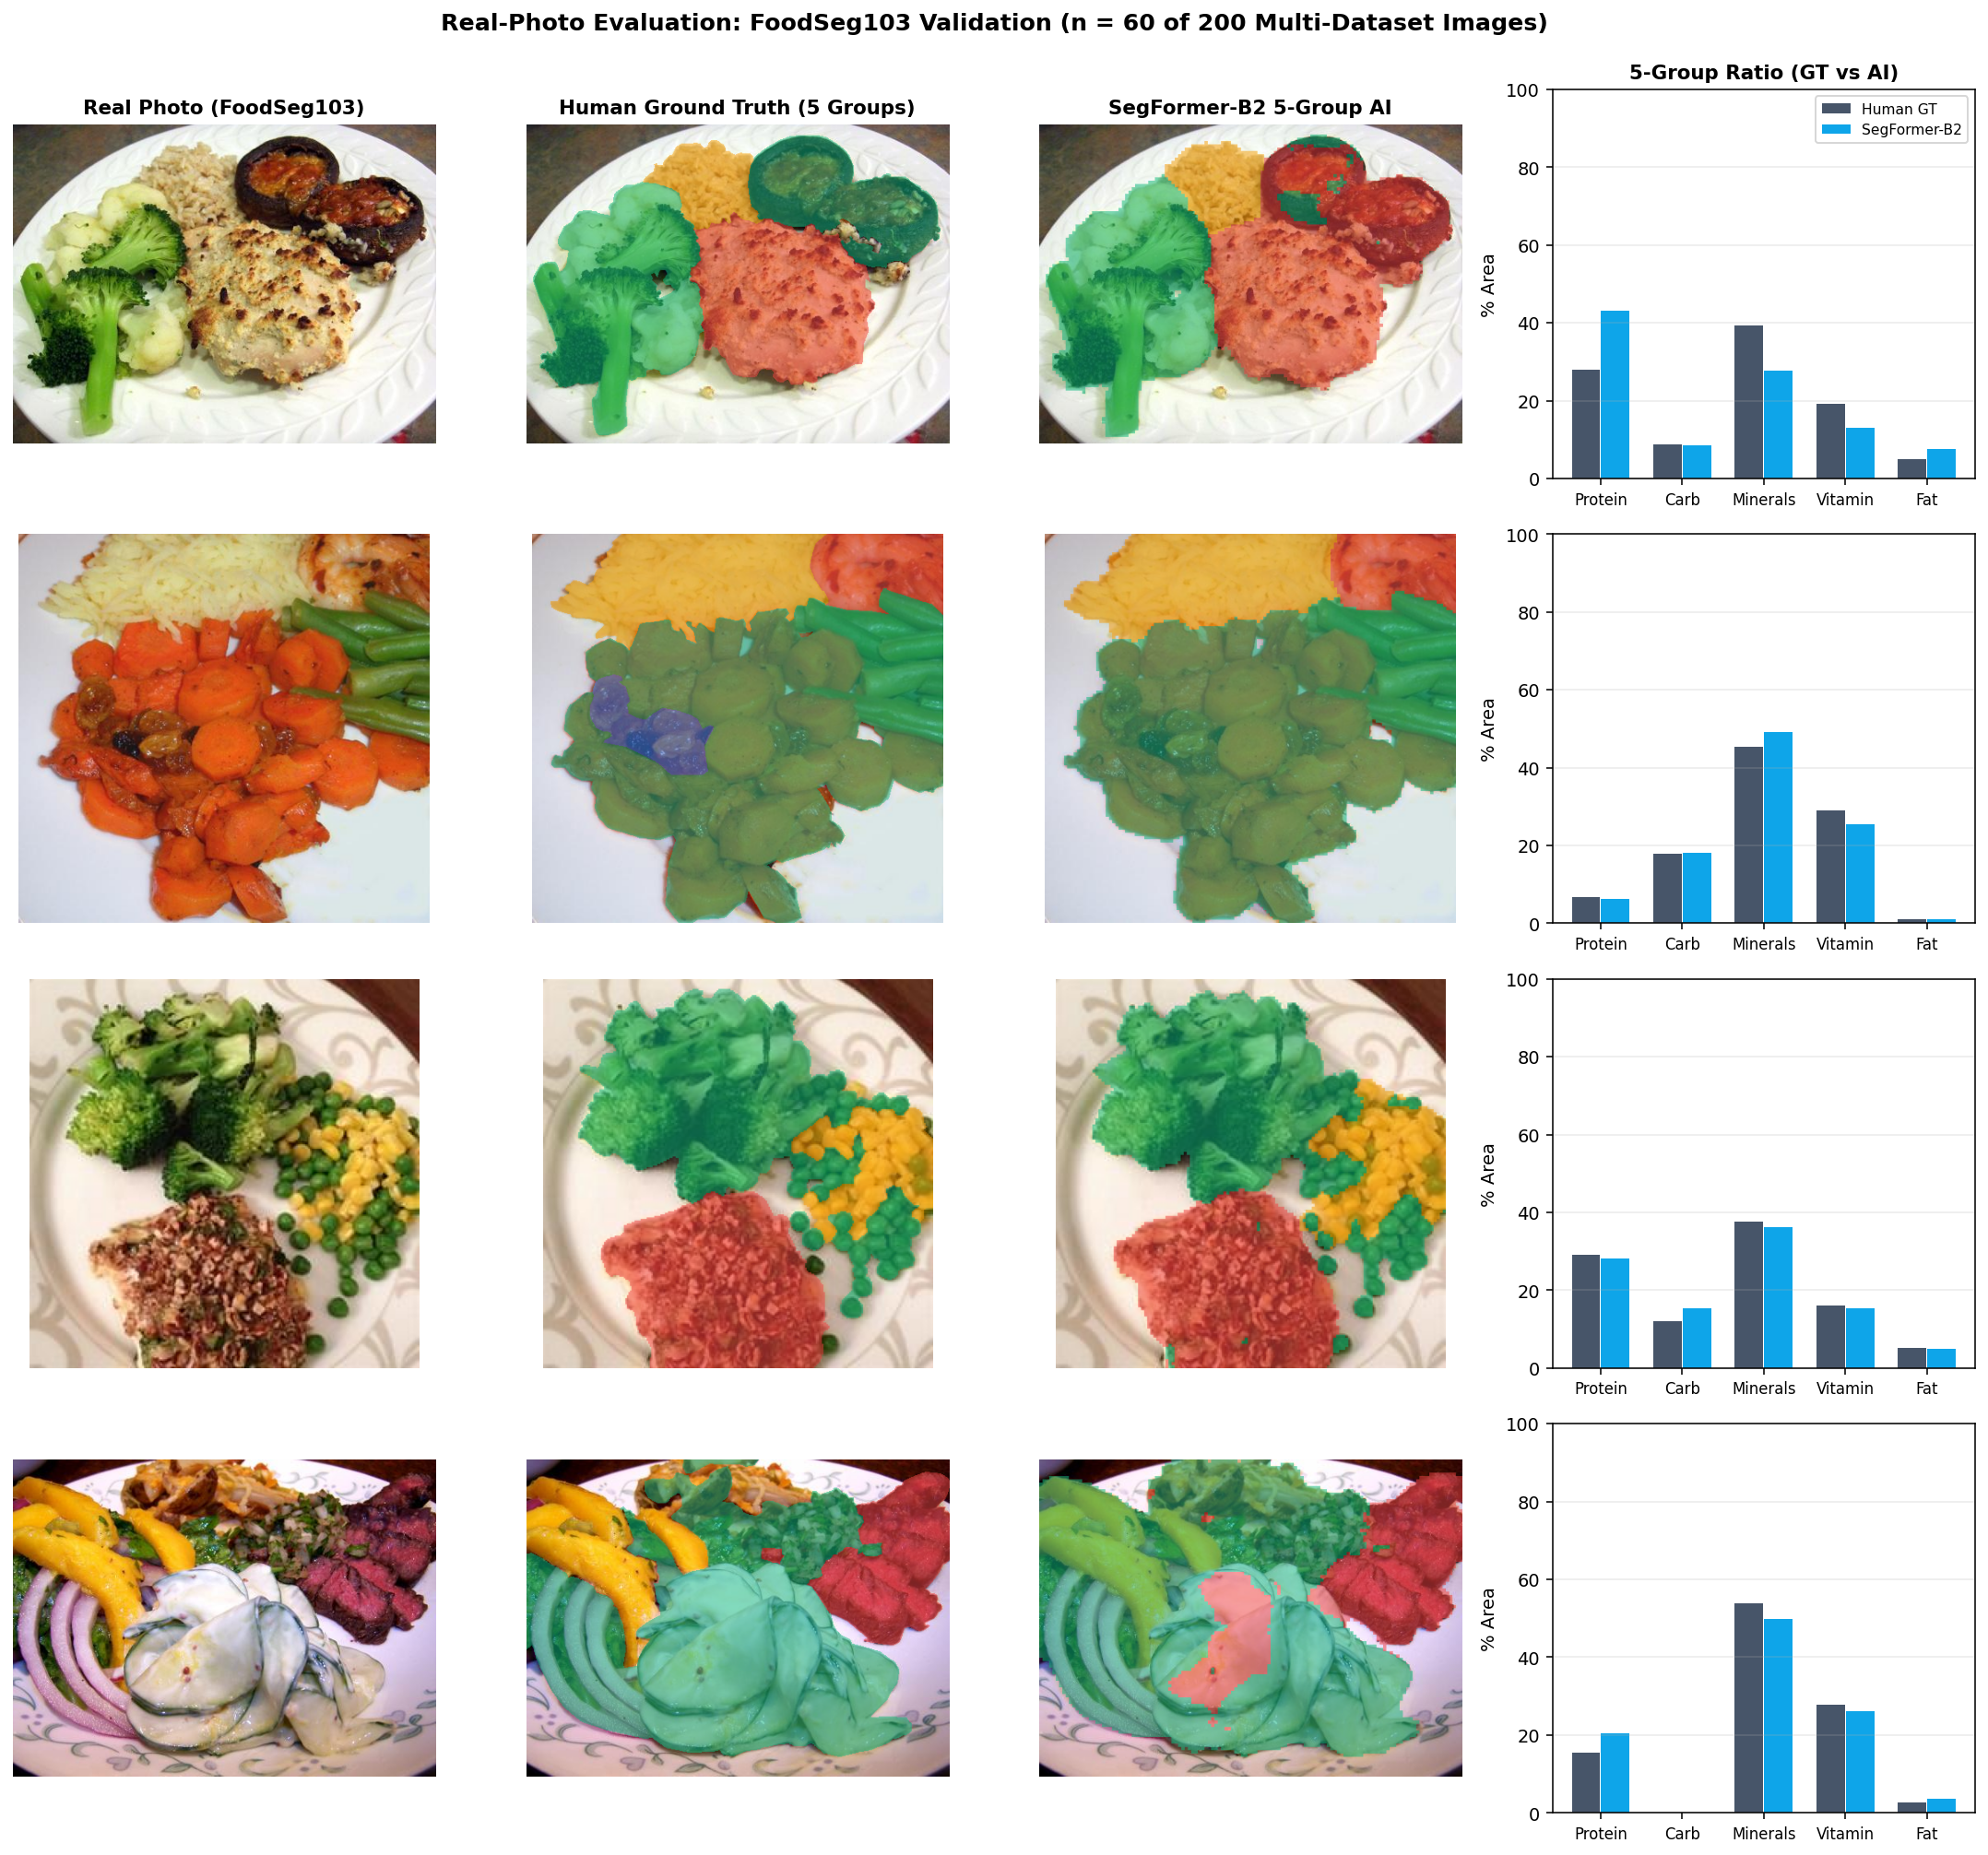 Real-Photo Evaluation: FoodSeg103 Validation (n = 60 of 200 Multi-Dataset Images)
Real Photo (FoodSeg103)
Human Ground Truth (5 Groups)
SegFormer-B2 5-Group AI
5-Group Ratio (GT vs AI)
Human GT
SegFormer-B2
% Area
100
80
60
40
20
0
Protein Carb Minerals Vitamin Fat
% Area
100
80
60
40
20
0
Protein Carb Minerals Vitamin Fat
% Area
100
80
60
40
20
0
Protein Carb Minerals Vitamin Fat
% Area
100
80
60
40
20
0
Protein Carb Minerals Vitamin Fat